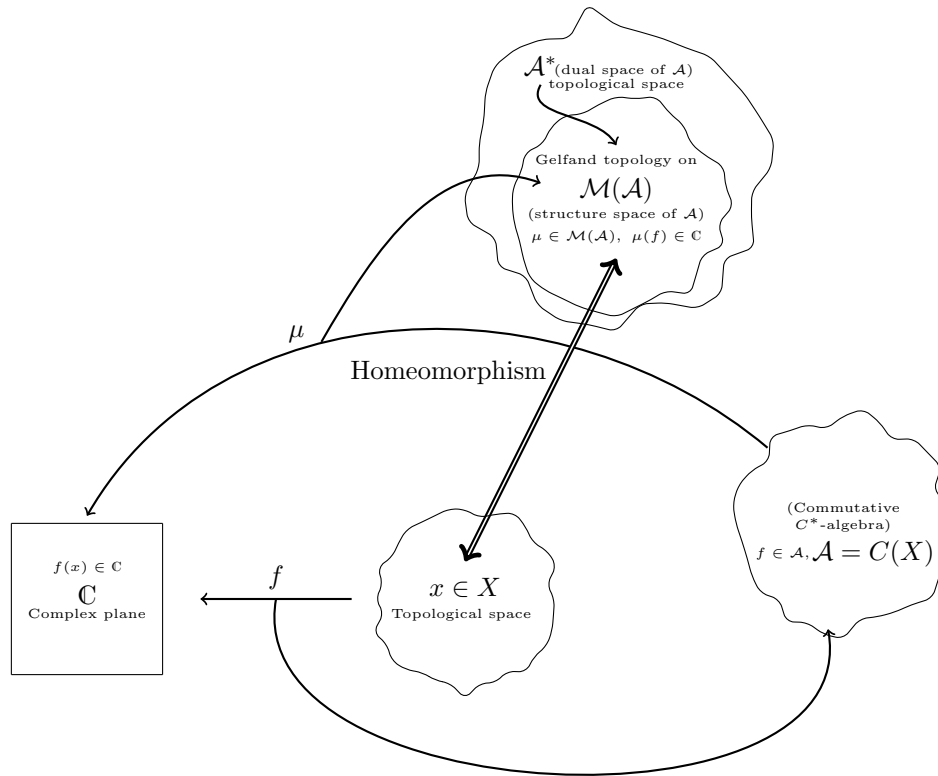 𝒜* (dual space of 𝒜)
topological space
Gelfand topology on
ℳ(𝒜)
(structure space of 𝒜)
μ ∈ ℳ(𝒜), μ(f) ∈ ℂ
μ
Homeomorphism
(Commutative
C*-algebra)
f ∈ 𝒜, 𝒜 = C(X)
f(x) ∈ ℂ
ℂ
Complex plane
f
x ∈ X
Topological space